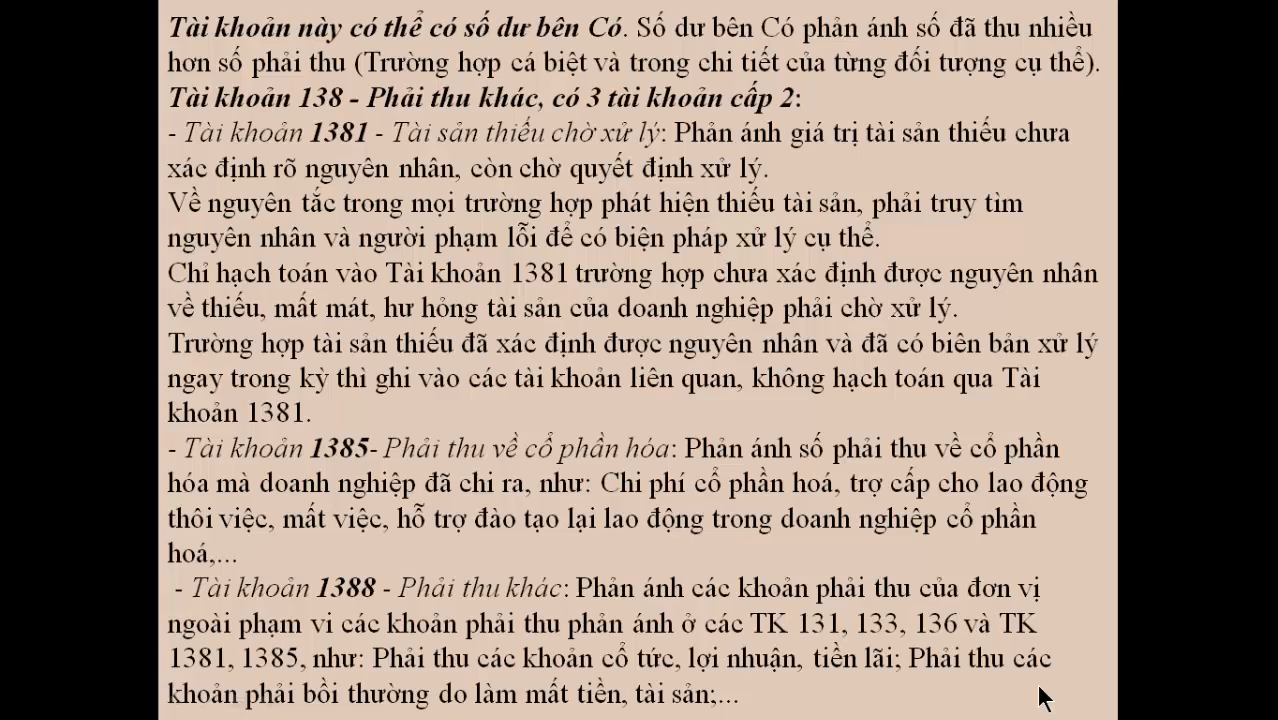 Tài khoản này có thể có số dư bên Có. Số dư bên Có phản ánh số đã thu nhiều
hơn số phải thu (Trường hợp cá biệt và trong chi tiết của từng đối tượng cụ thể).
Tài khoản 138 - Phải thu khác, có 3 tài khoản cấp 2:
- Tài khoản 1381 - Tài sản thiếu chờ xử lý: Phản ánh giá trị tài sản thiếu chưa
xác định rõ nguyên nhân, còn chờ quyết định xử lý.
Về nguyên tắc trong mọi trường hợp phát hiện thiếu tài sản, phải truy tìm
nguyên nhân và người phạm lỗi để có biện pháp xử lý cụ thể.
Chỉ hạch toán vào Tài khoản 1381 trường hợp chưa xác định được nguyên nhân
về thiếu, mất mát, hư hỏng tài sản của doanh nghiệp phải chờ xử lý.
Trường hợp tài sản thiếu đã xác định được nguyên nhân và đã có biên bản xử lý
ngay trong kỳ thì ghi vào các tài khoản liên quan, không hạch toán qua Tài
khoản 1381.
- Tài khoản 1385- Phải thu về cổ phần hóa: Phản ánh số phải thu về cổ phần
hóa mà doanh nghiệp đã chi ra, như: Chi phí cổ phần hoá, trợ cấp cho lao động
thôi việc, mất việc, hỗ trợ đào tạo lại lao động trong doanh nghiệp cổ phần
hoá,...
- Tài khoản 1388 - Phải thu khác: Phản ánh các khoản phải thu của đơn vị
ngoài phạm vi các khoản phải thu phản ánh ở các TK 131, 133, 136 và TK
1381, 1385, như: Phải thu các khoản cổ tức, lợi nhuận, tiền lãi; Phải thu các
khoản phải bồi thường do làm mất tiền, tài sản;...